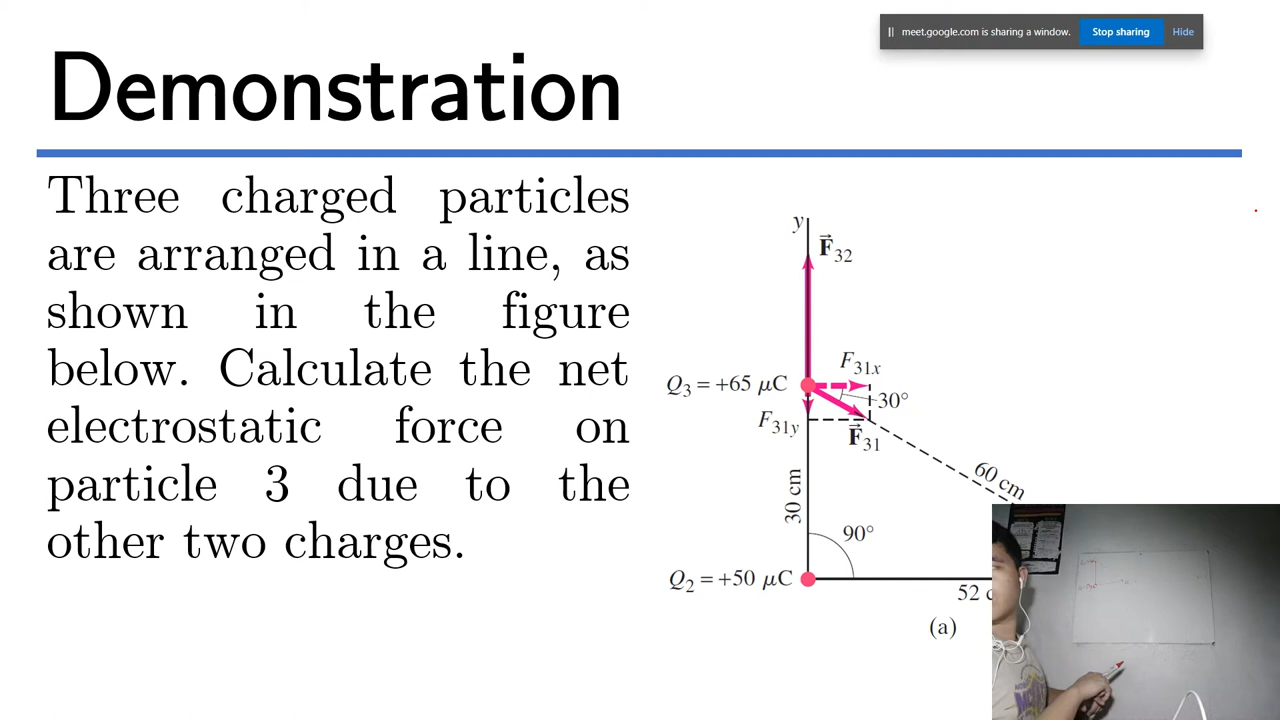 meet.google.com is sharing a window.
Stop sharing
Hide
Demonstration
Three charged particles
are arranged in a line, as
shown in the figure
below. Calculate the net
electrostatic force on
particle 3 due to the
other two charges.
y
F⃗32
F31x
Q3 = +65 μC
30°
F31y
F⃗31
60 cm
30 cm
90°
Q2 = +50 μC
52
(a)